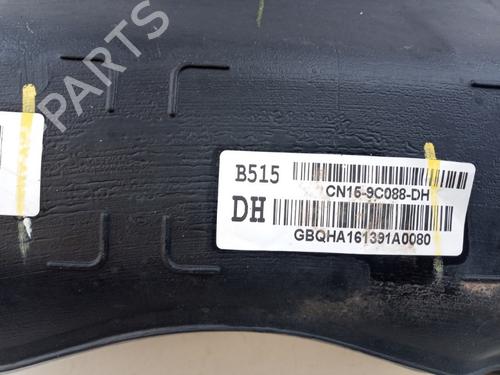 B-PARTS
B515
CN15-9C088-DH
DH
GBQHA161391A0080